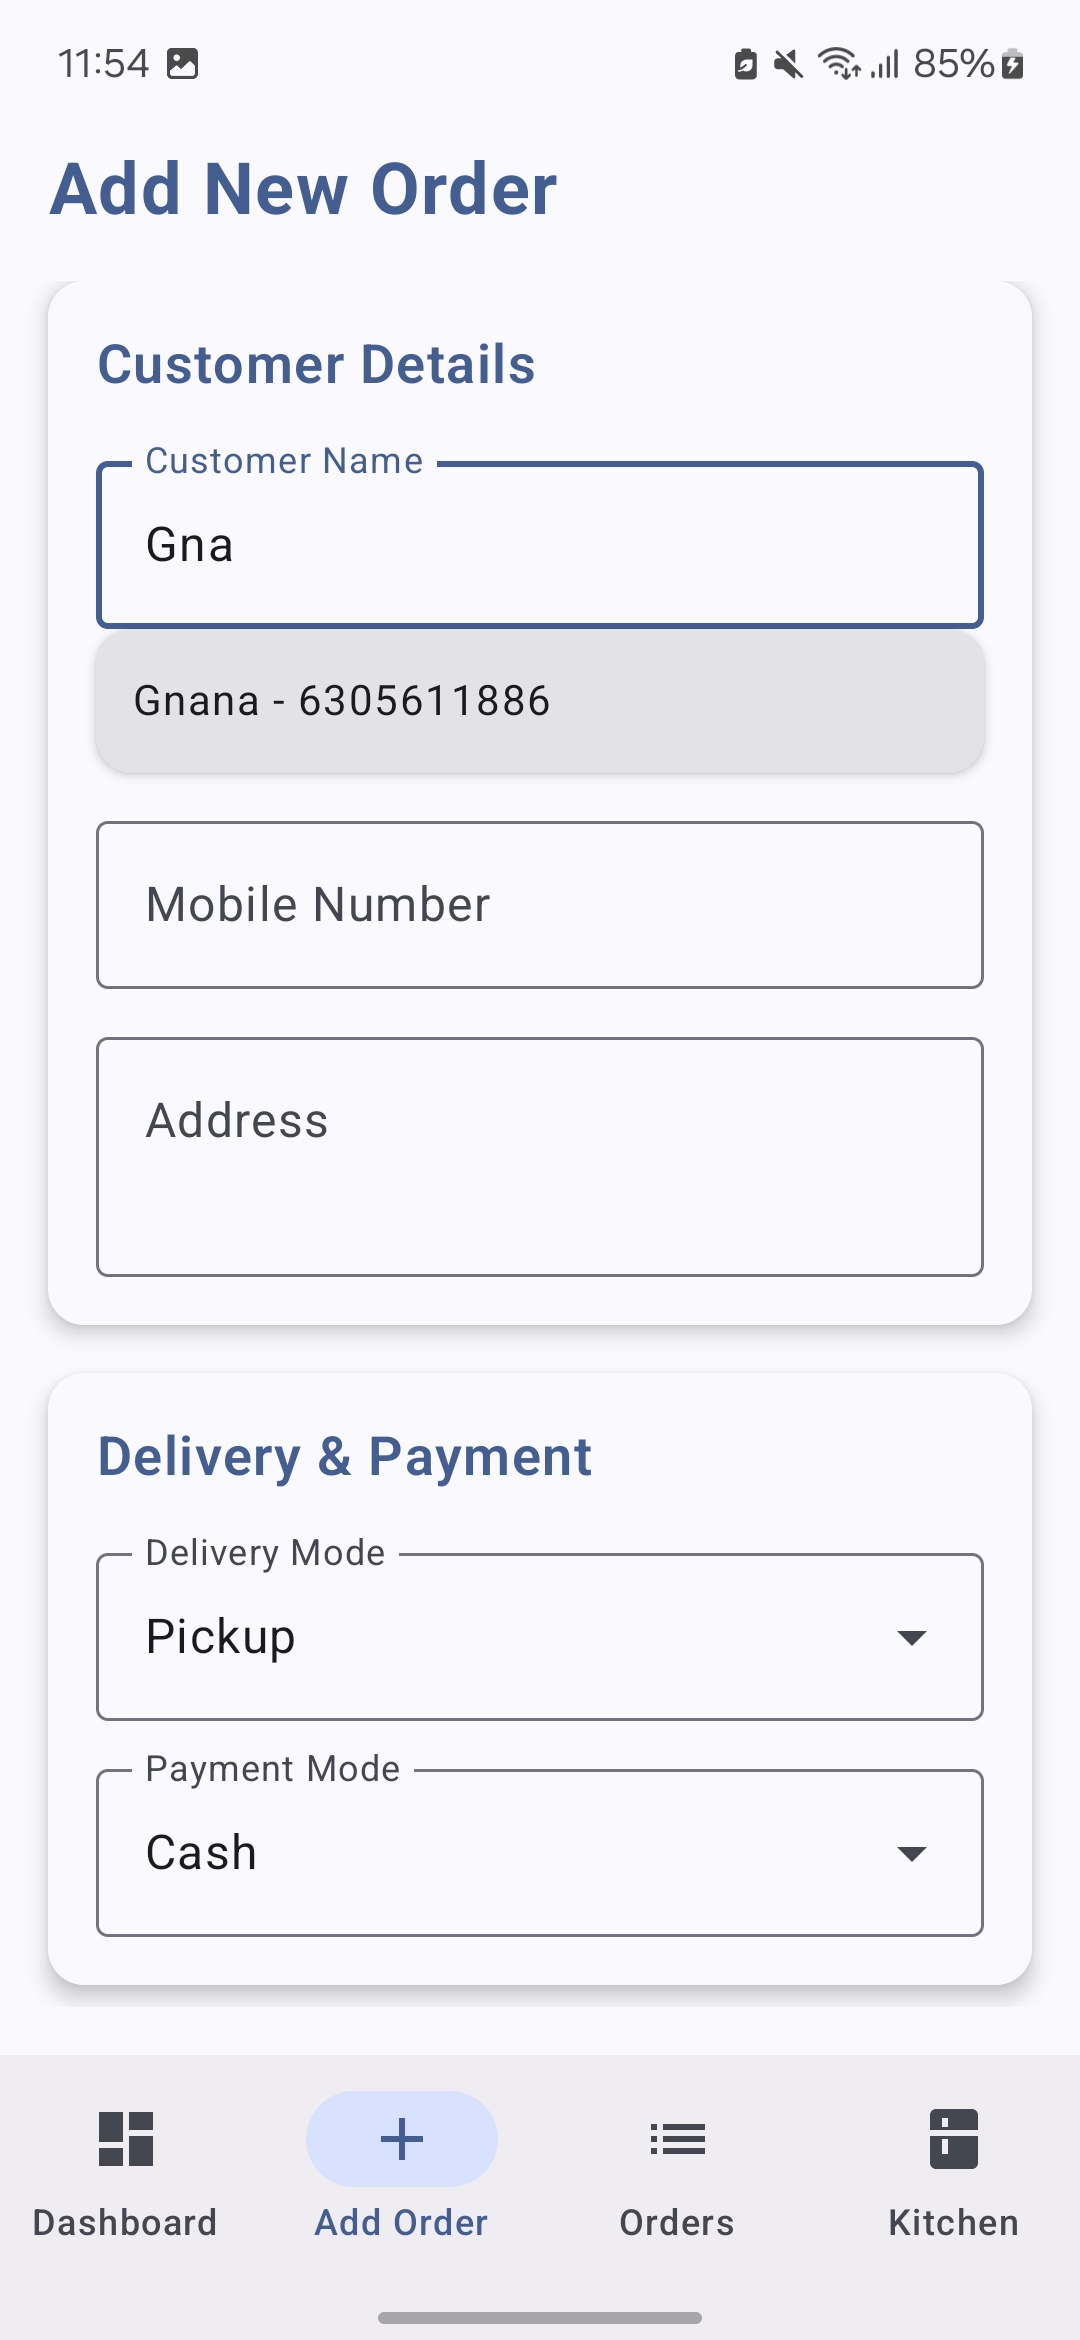 11:54
85%
Add New Order
Customer Details
Customer Name
Gna
Gnana - 6305611886
Mobile Number
Address
Delivery & Payment
Delivery Mode
Pickup
Payment Mode
Cash
Dashboard
Add Order
Orders
Kitchen